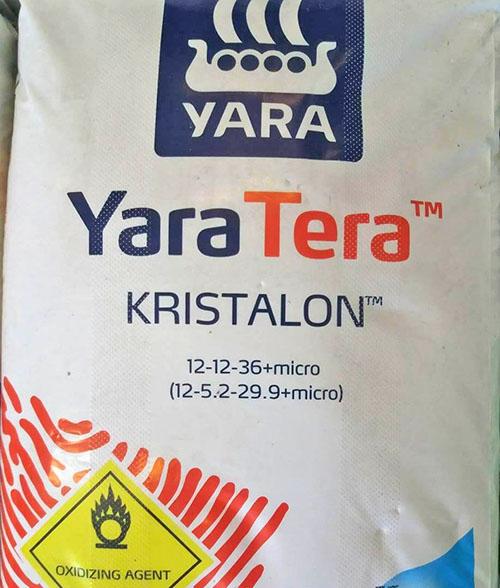 YARA
YaraTera™
KRISTALON™
12-12-36+micro
(12-5.2-29.9+micro)
OXIDIZING AGENT